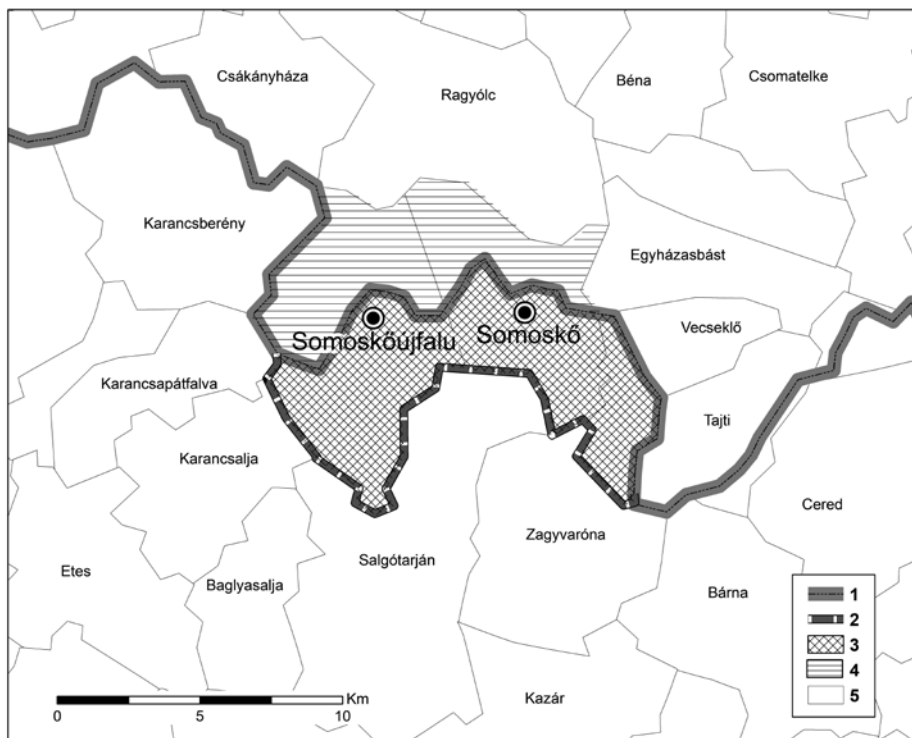 Csákányháza
Ragyólc
Béna
Csomatelke
Karancsberény
Egyházasbást
Somoskőújfalu
Somoskő
Vecseklő
Karancsapátfalva
Tajti
Karancsalja
Cered
Zagyvaróna
Salgótarján
Etes
Baglyasalja
Bárna
Kazár
1
2
3
4
5
Km
0 5 10